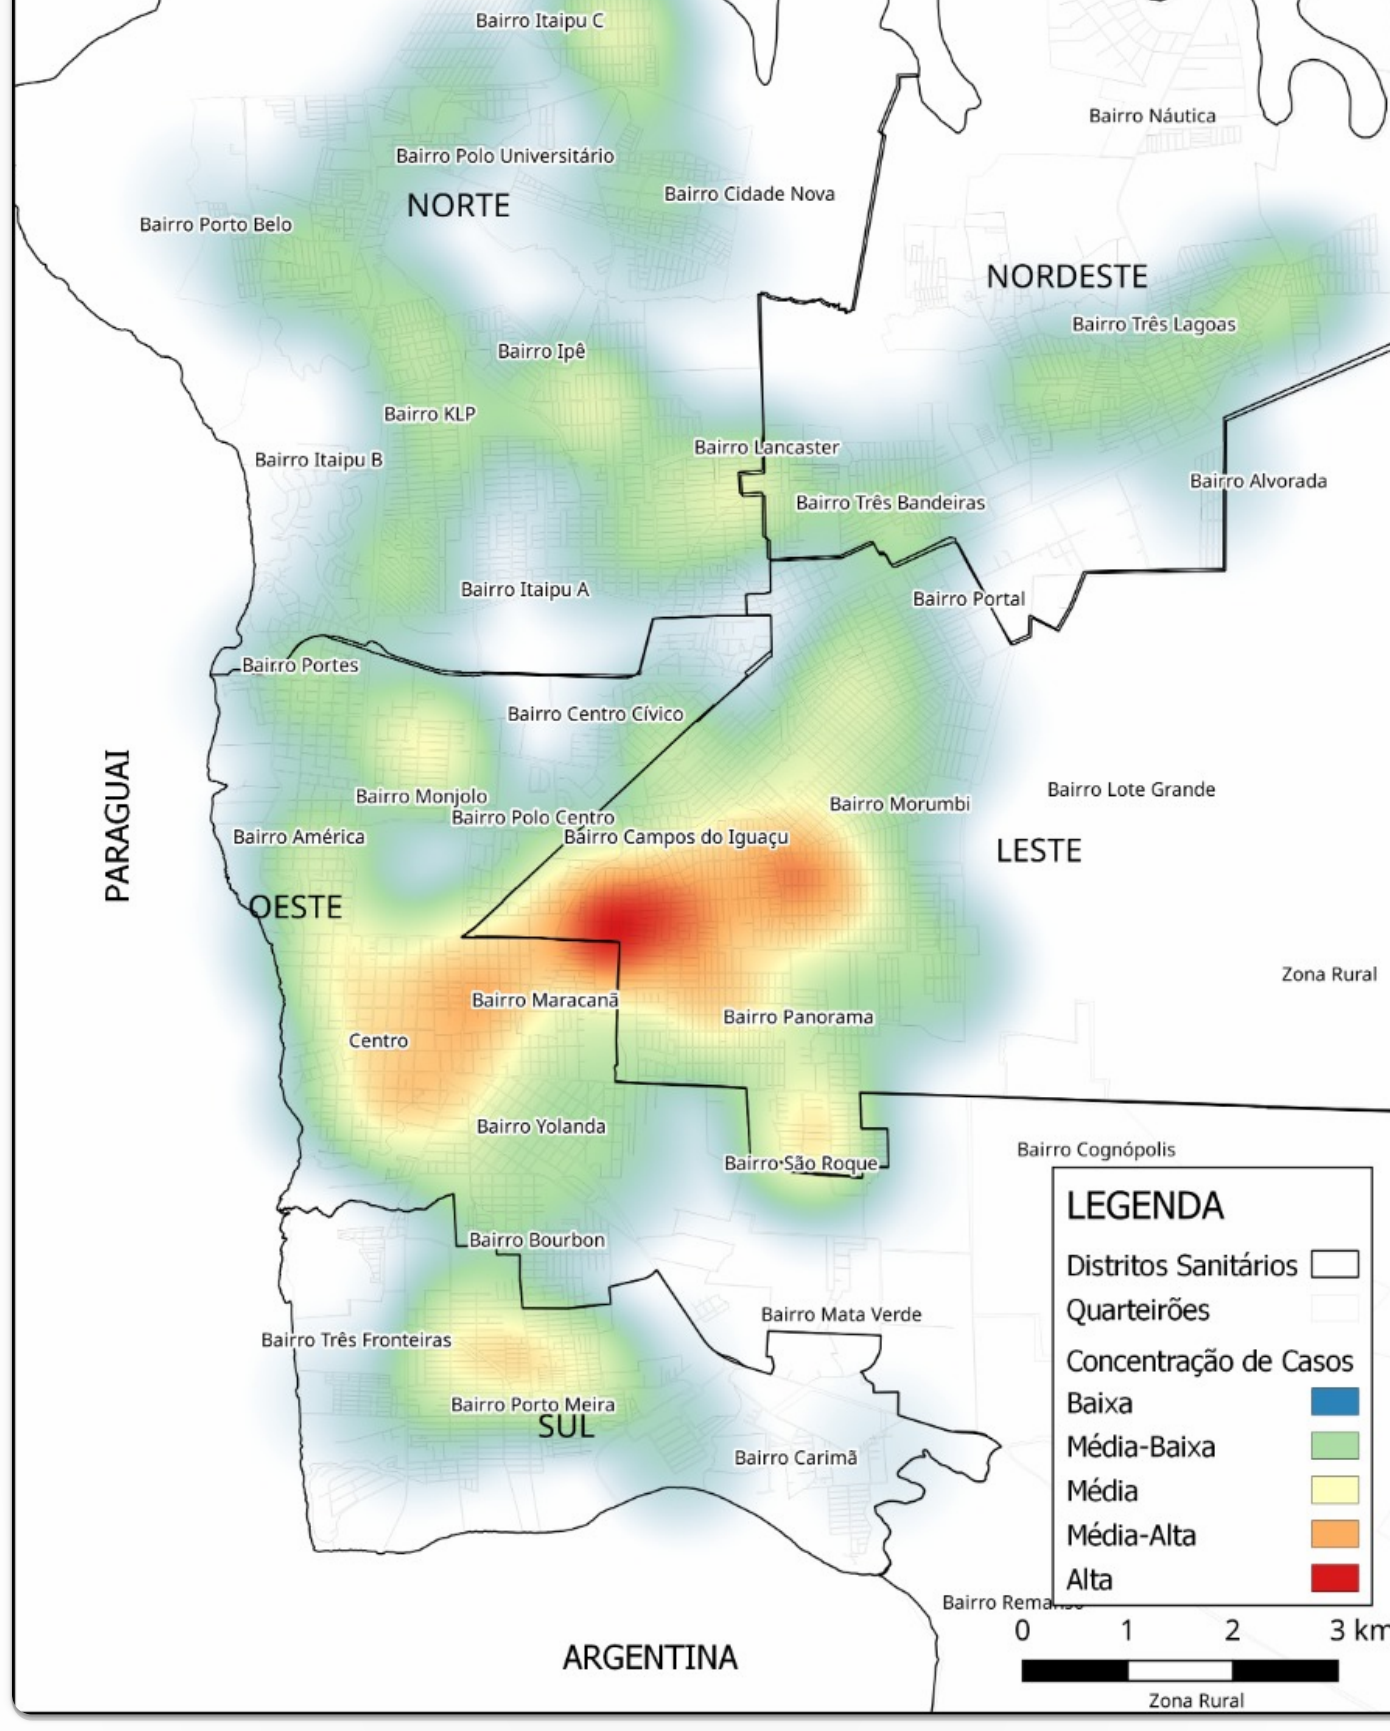 Bairro Itaipu C
Bairro Náutica
Bairro Polo Universitário
Bairro Cidade Nova
NORTE
Bairro Porto Belo
NORDESTE
Bairro Três Lagoas
Bairro Ipê
Bairro KLP
Bairro Lancaster
Bairro Itaipu B
Bairro Alvorada
Bairro Três Bandeiras
Bairro Itaipu A
Bairro Portal
Bairro Portes
Bairro Centro Cívico
PARAGUAI
Bairro Lote Grande
Bairro Monjolo
Bairro Morumbi
Bairro Polo Centro
Bairro América
Bairro Campos do Iguaçu
LESTE
OESTE
Zona Rural
Bairro Maracanã
Bairro Panorama
Centro
Bairro Yolanda
Bairro Cognópolis
Bairro São Roque
Bairro Bourbon
Bairro Mata Verde
Bairro Três Fronteiras
Bairro Porto Meira
SUL
Bairro Carimã
LEGENDA
Distritos Sanitários
Quarteirões
Concentração de Casos
Baixa
Média-Baixa
Média
Média-Alta
Alta
Bairro Remanso
0 1 2 3 km
ARGENTINA
Zona Rural